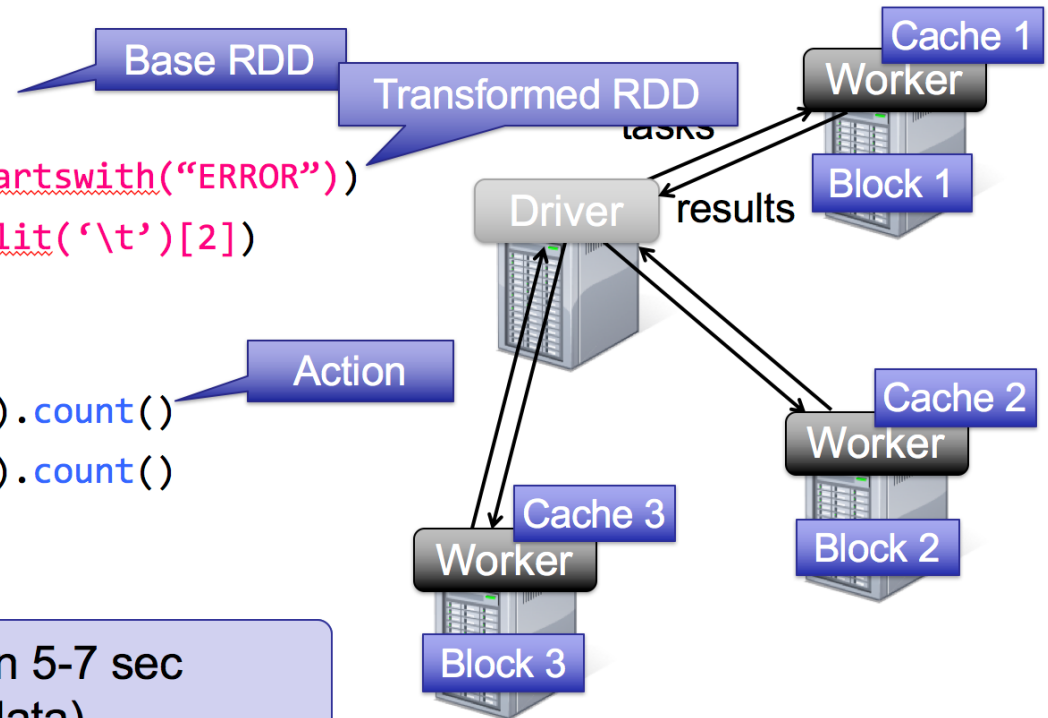 Base RDD
Transformed RDD
artswith(“ERROR”))
lit(‘\t’)[2])
Action
).count()
).count()
n 5-7 sec
data)
tasks
results
Driver
Cache 1
Worker
Block 1
Cache 2
Worker
Block 2
Cache 3
Worker
Block 3